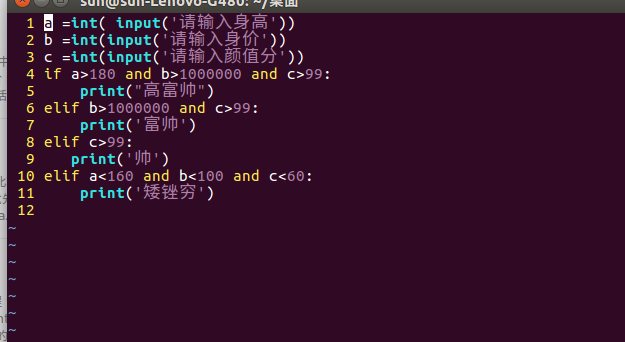 sun@sun-Lenovo-G480: ~/桌面
1 a =int( input('请输入身高'))
2 b =int(input('请输入身价'))
3 c =int(input('请输入颜值分'))
4 if a>180 and b>1000000 and c>99:
5     print("高富帅")
6 elif b>1000000 and c>99:
7     print('富帅')
8 elif c>99:
9    print('帅')
10 elif a<160 and b<100 and c<60:
11     print('矮锉穷')
12
~
~
~
~
~
~
~